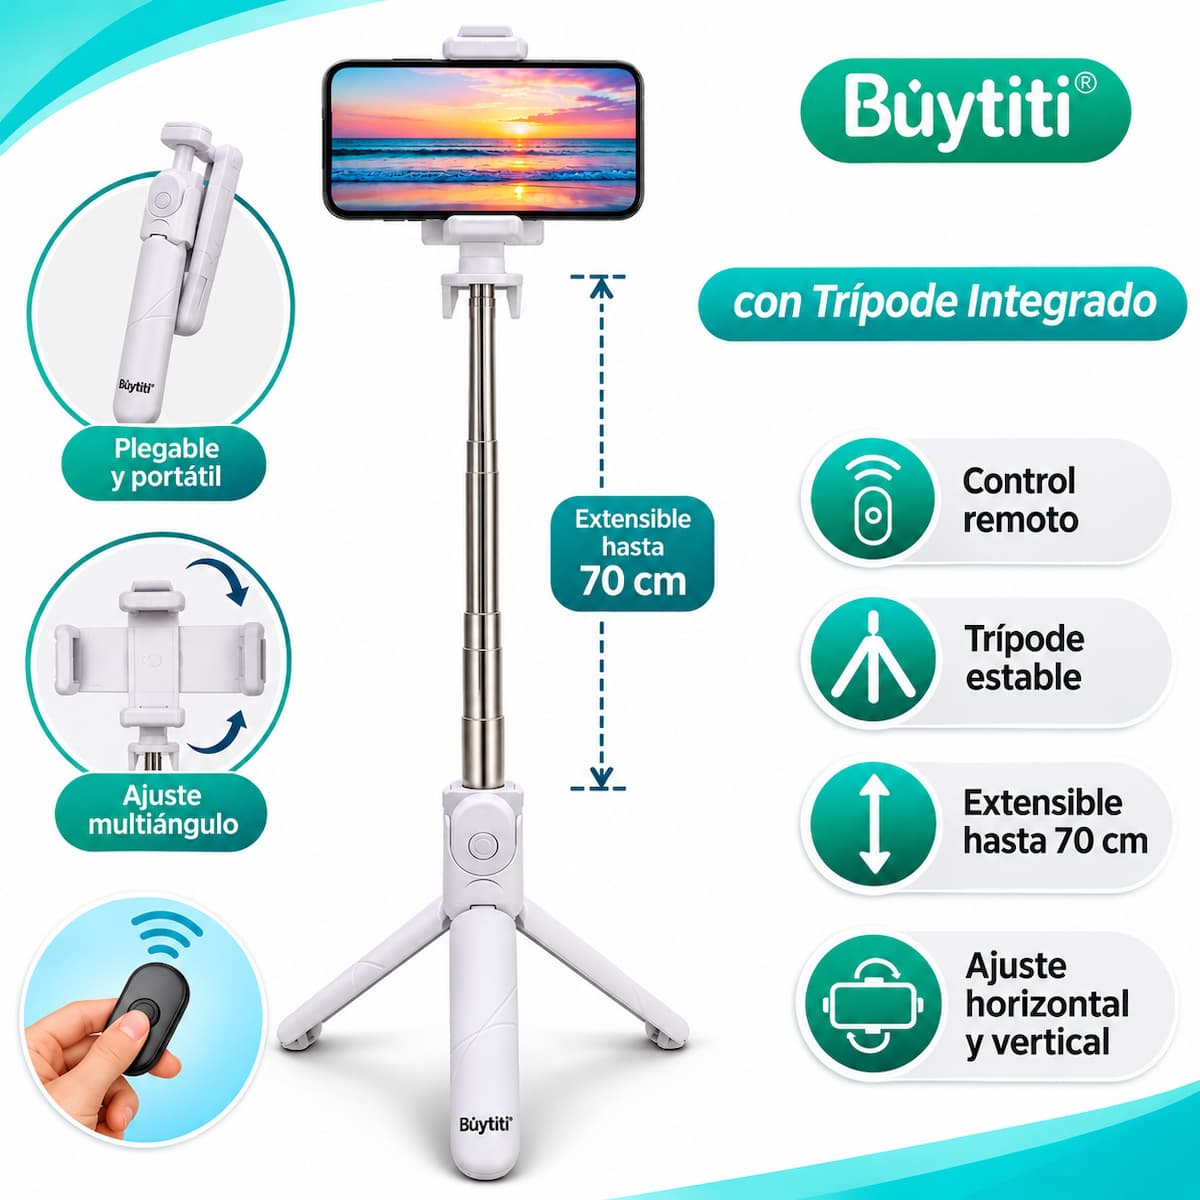 Búytiti®
con Trípode Integrado
Búytiti®
Plegable
y portátil
Ajuste
multiángulo
Extensible
hasta
70 cm
Control
remoto
Trípode
estable
Extensible
hasta 70 cm
Ajuste
horizontal
y vertical
Búytiti®